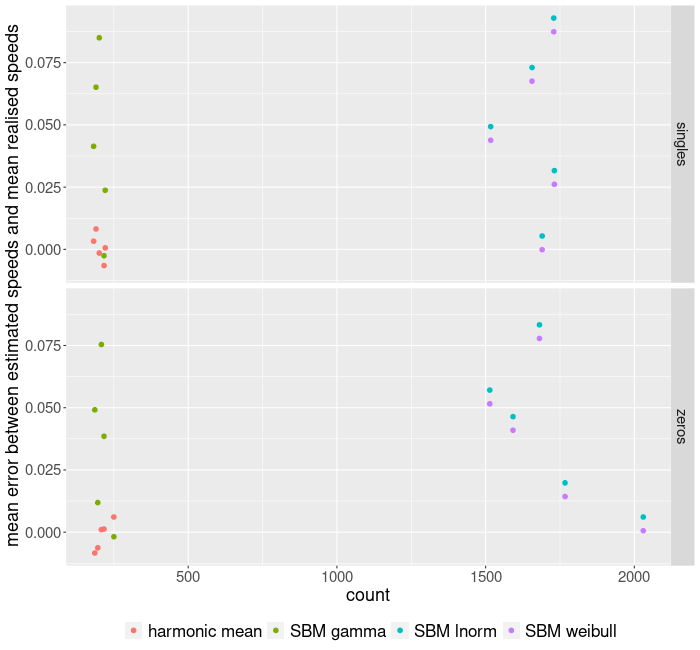 mean error between estimated speeds and mean realised speeds
0.075
0.050
0.025
0.000
singles
0.075
0.050
0.025
0.000
zeros
500
1000
1500
2000
count
harmonic mean
SBM gamma
SBM lnorm
SBM weibull